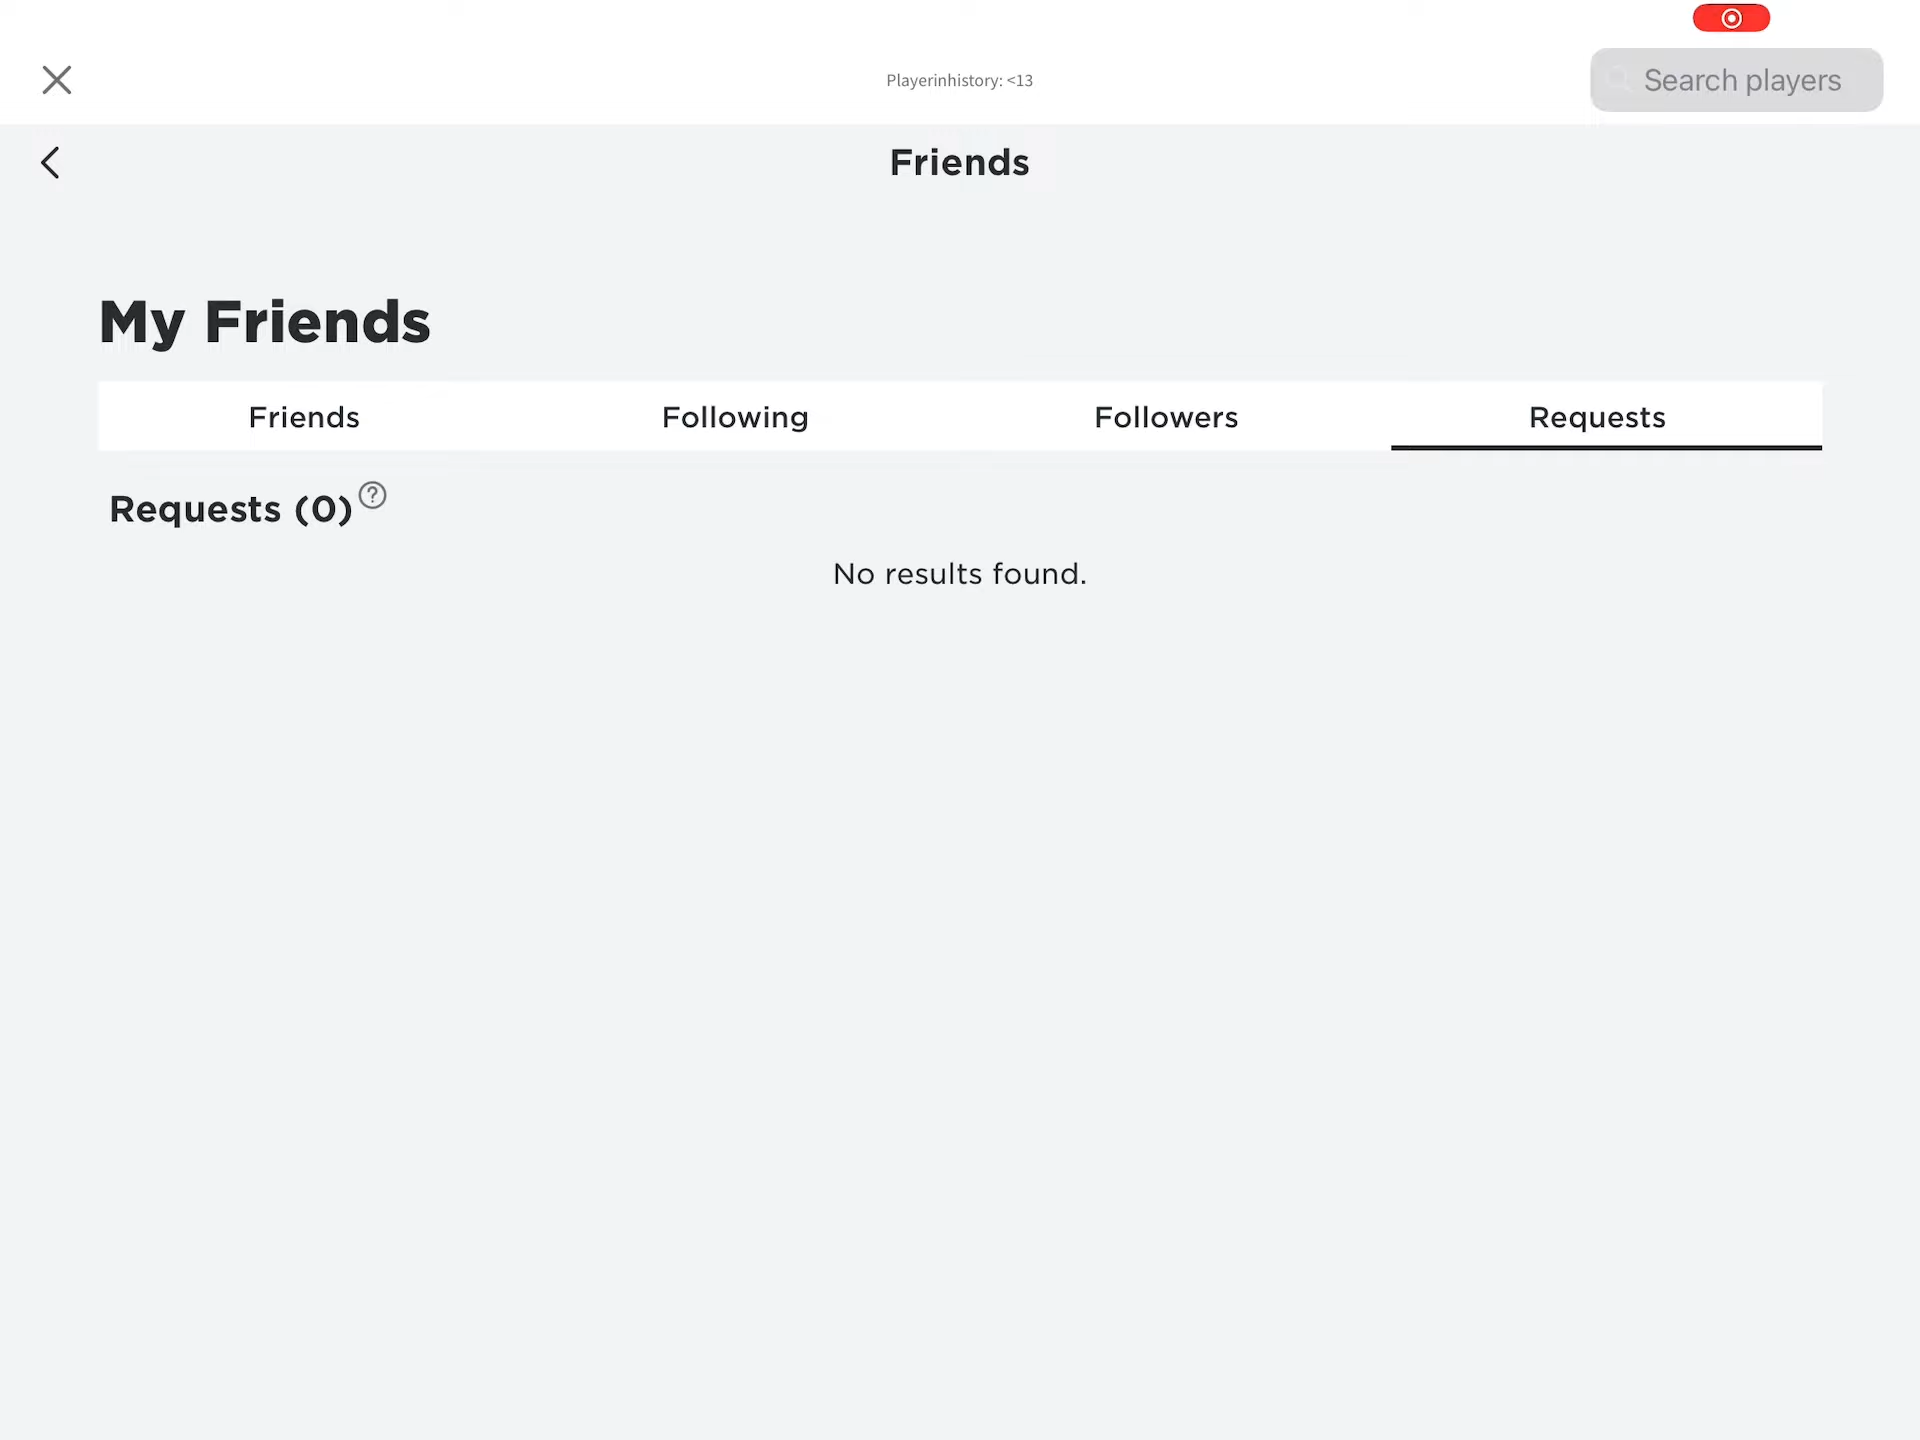 Playerinhistory: <13
Search players
Friends
My Friends
Friends
Following
Followers
Requests
Requests (0)
No results found.